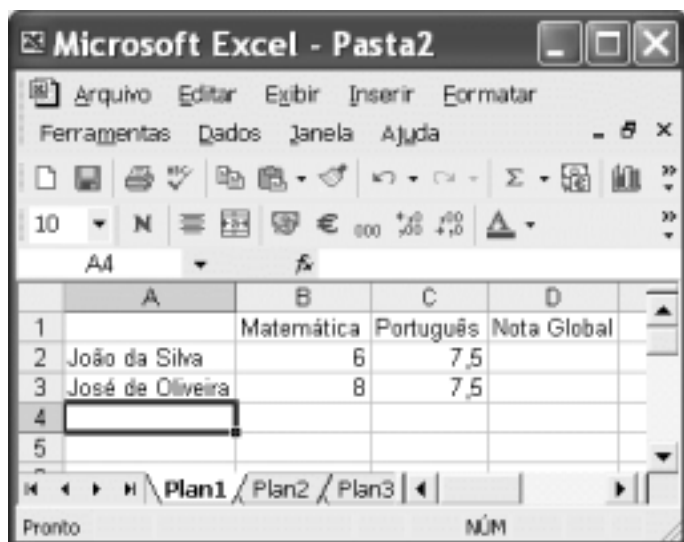 Microsoft Excel - Pasta2
Arquivo Editar Exibir Inserir Formatar
Ferramentas Dados Janela Ajuda
10 N € 000
A4 fx
A B C D
1 Matemática Português Nota Global
2 João da Silva 6 7,5
3 José de Oliveira 8 7,5
4
5
Plan1 Plan2 Plan3
Pronto NÚM